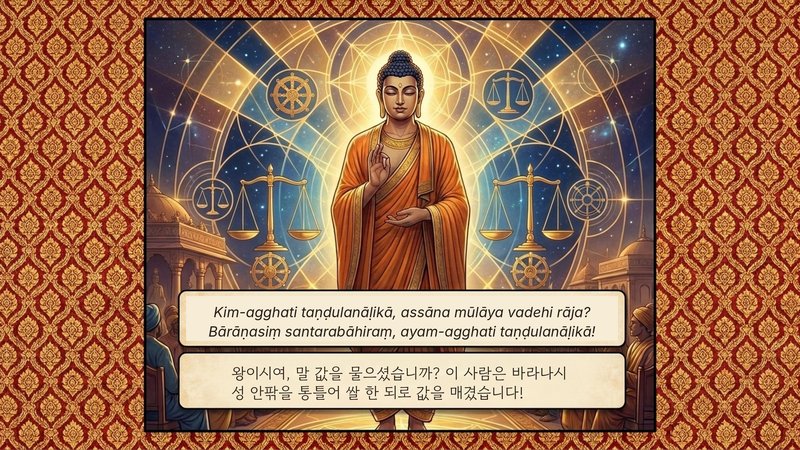 Kim-agghati taṇḍulanāḷikā, assāna mūlāya vadehi rāja?
Bārāṇasiṃ santarabāhiraṃ, ayam-agghati taṇḍulanāḷikā!
왕이시여, 말 값을 물으셨습니까? 이 사람은 바라나시
성 안팎을 통틀어 쌀 한 되로 값을 매겼습니다!